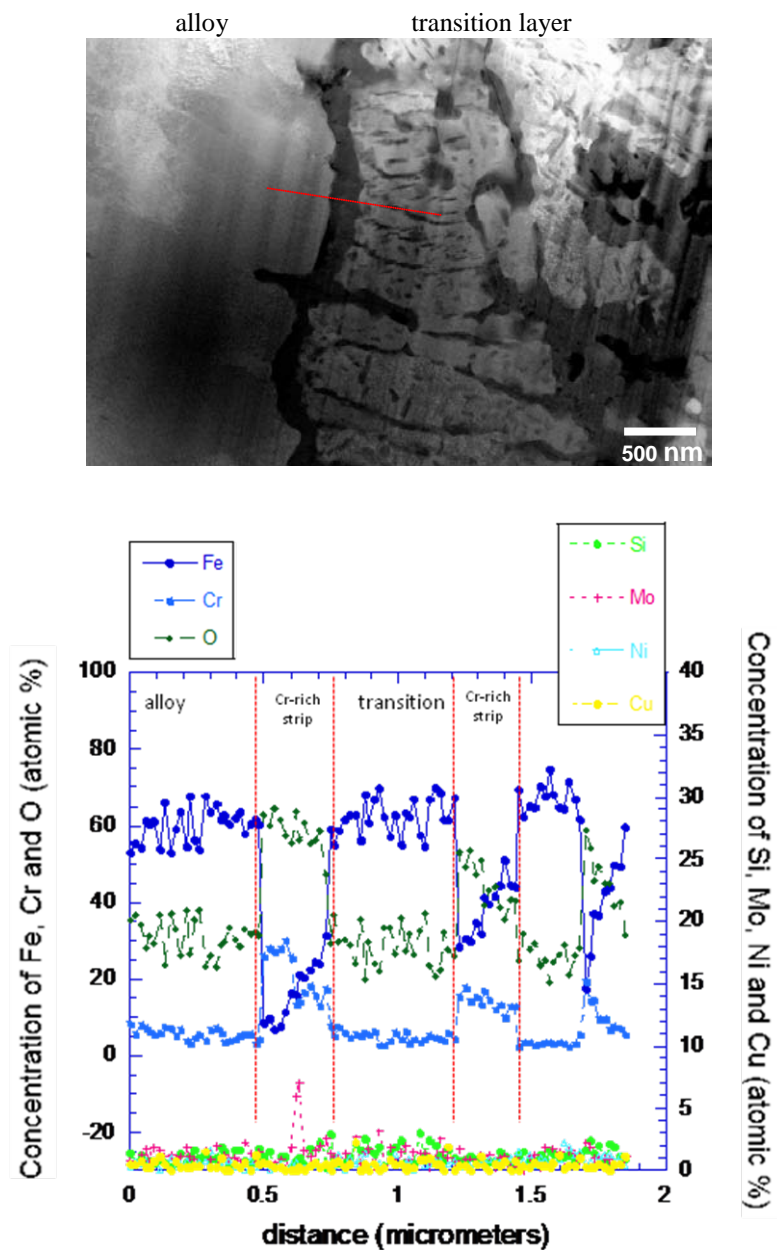 alloy transition layer
500 nm
Fe
Cr
O
Si
Mo
Ni
Cu
Concentration of Fe, Cr and O (atomic %)
Concentration of Si, Mo, Ni and Cu (atomic %)
100
80
60
40
20
0
-20
40
35
30
25
20
15
10
5
0
alloy
Cr-rich
strip
transition
Cr-rich
strip
0 0.5 1 1.5 2
distance (micrometers)